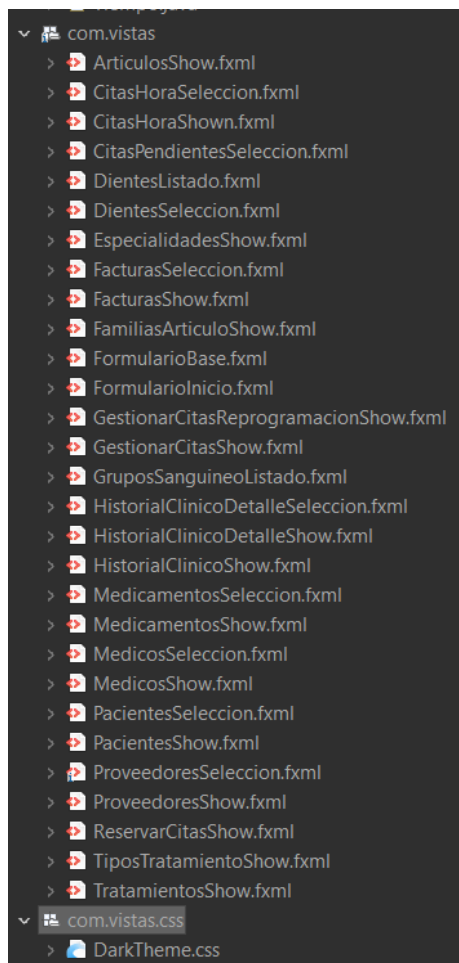 com.vistas
ArticulosShow.fxml
CitasHoraSeleccion.fxml
CitasHoraShown.fxml
CitasPendientesSeleccion.fxml
DientesListado.fxml
DientesSeleccion.fxml
EspecialidadesShow.fxml
FacturasSeleccion.fxml
FacturasShow.fxml
FamiliasArticuloShow.fxml
FormularioBase.fxml
FormularioInicio.fxml
GestionarCitasReprogramacionShow.fxml
GestionarCitasShow.fxml
GruposSanguineoListado.fxml
HistorialClinicoDetalleSeleccion.fxml
HistorialClinicoDetalleShow.fxml
HistorialClinicoShow.fxml
MedicamentosSeleccion.fxml
MedicamentosShow.fxml
MedicosSeleccion.fxml
MedicosShow.fxml
PacientesSeleccion.fxml
PacientesShow.fxml
ProveedoresSeleccion.fxml
ProveedoresShow.fxml
ReservarCitasShow.fxml
TiposTratamientoShow.fxml
TratamientosShow.fxml
com.vistas.css
DarkTheme.css